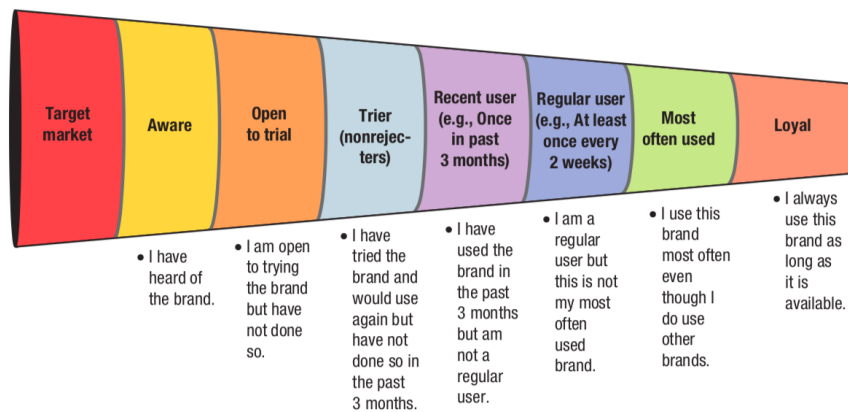 Target
market
Aware
Open
to trial
Trier
(nonrejec-
ters)
Recent user
(e.g., Once
in past
3 months)
Regular user
(e.g., At least
once every
2 weeks)
Most
often used
Loyal
• I have
heard of
the brand.
• I am open
to trying
the brand
but have
not done
so.
• I have
tried the
brand and
would use
again but
have not
done so in
the past
3 months.
• I have
used the
brand in
the past
3 months
but am
not a
regular
user.
• I am a
regular
user but
this is not
my most
often
used
brand.
• I use this
brand
most often
even
though I
do use
other
brands.
• I always
use this
brand as
long as
it is
available.